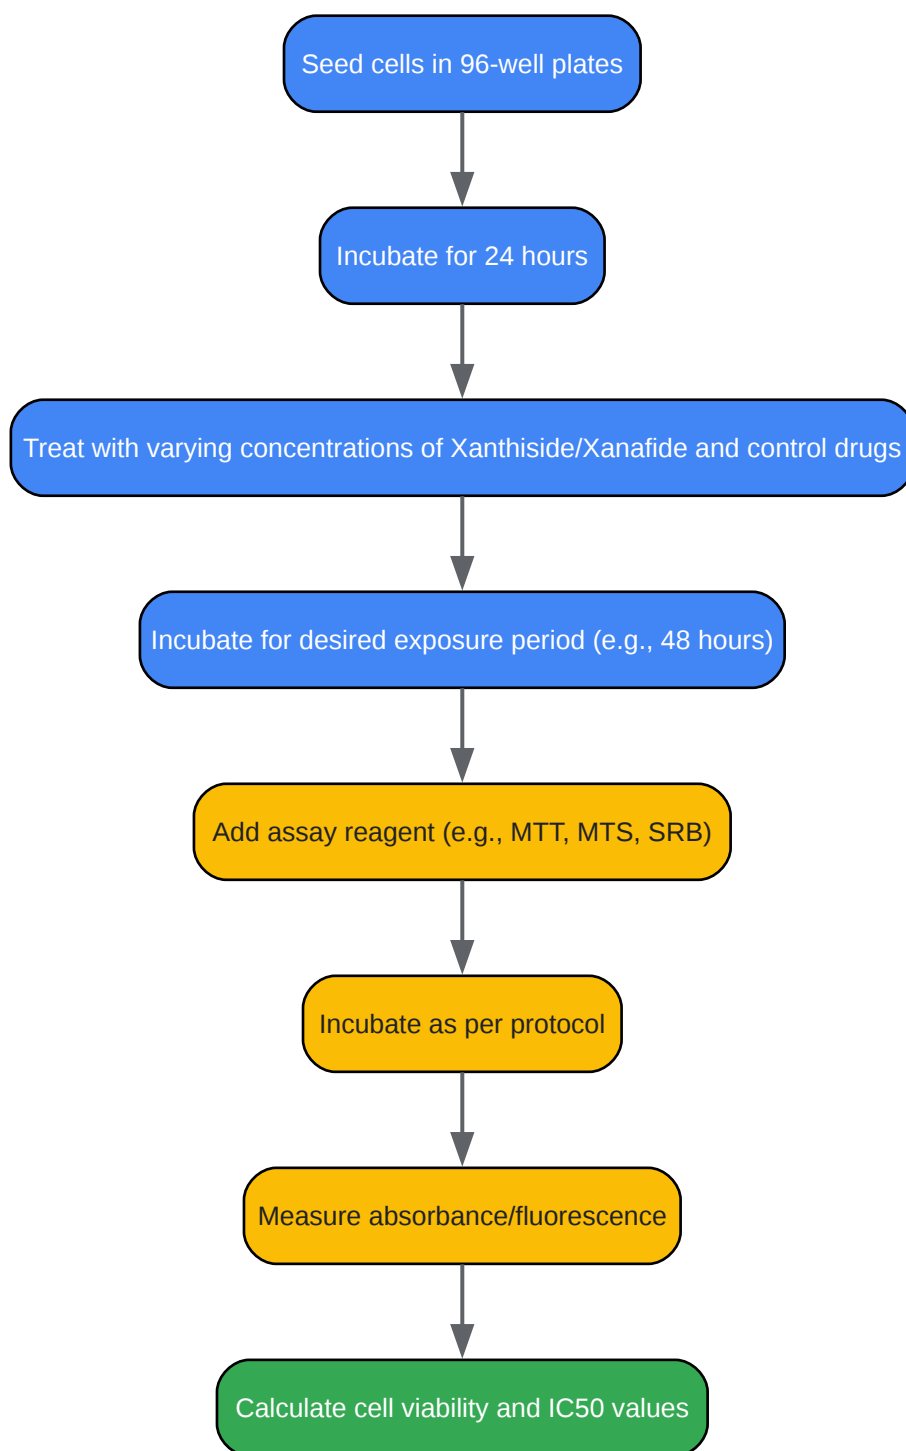 Seed cells in 96-well plates
Incubate for 24 hours
Treat with varying concentrations of Xanthiside/Xanafide and control drugs
Incubate for desired exposure period (e.g., 48 hours)
Add assay reagent (e.g., MTT, MTS, SRB)
Incubate as per protocol
Measure absorbance/fluorescence
Calculate cell viability and IC50 values